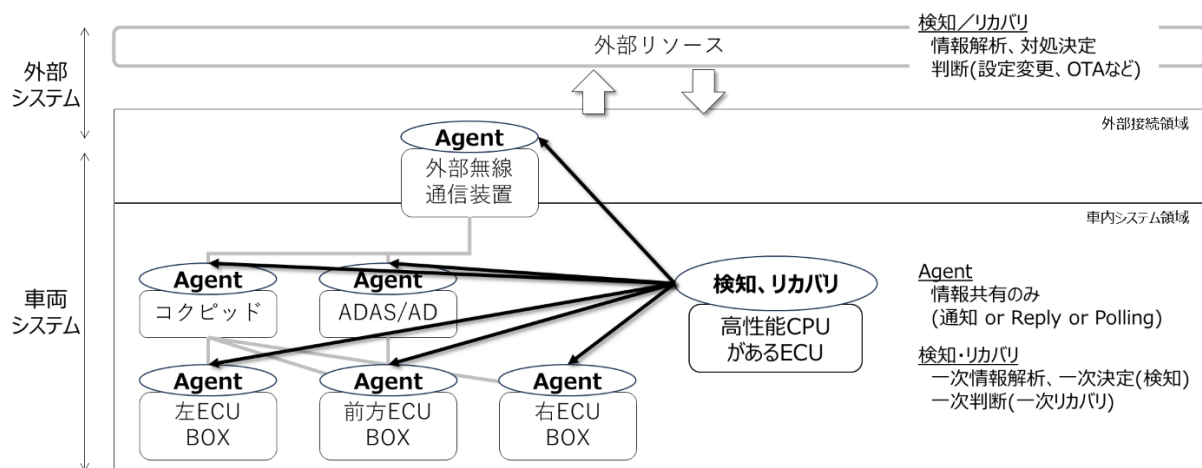 外部
システム
外部リソース
検知／リカバリ
情報解析、対処決定
判断(設定変更、OTAなど)
外部接続領域
Agent
外部無線
通信装置
車内システム領域
車両
システム
Agent
コクピッド
Agent
ADAS/AD
検知、リカバリ
高性能CPU
があるECU
Agent
情報共有のみ
(通知 or Reply or Polling)
検知・リカバリ
一次情報解析、一次決定(検知)
一次判断(一次リカバリ)
Agent
左ECU
BOX
Agent
前方ECU
BOX
Agent
右ECU
BOX